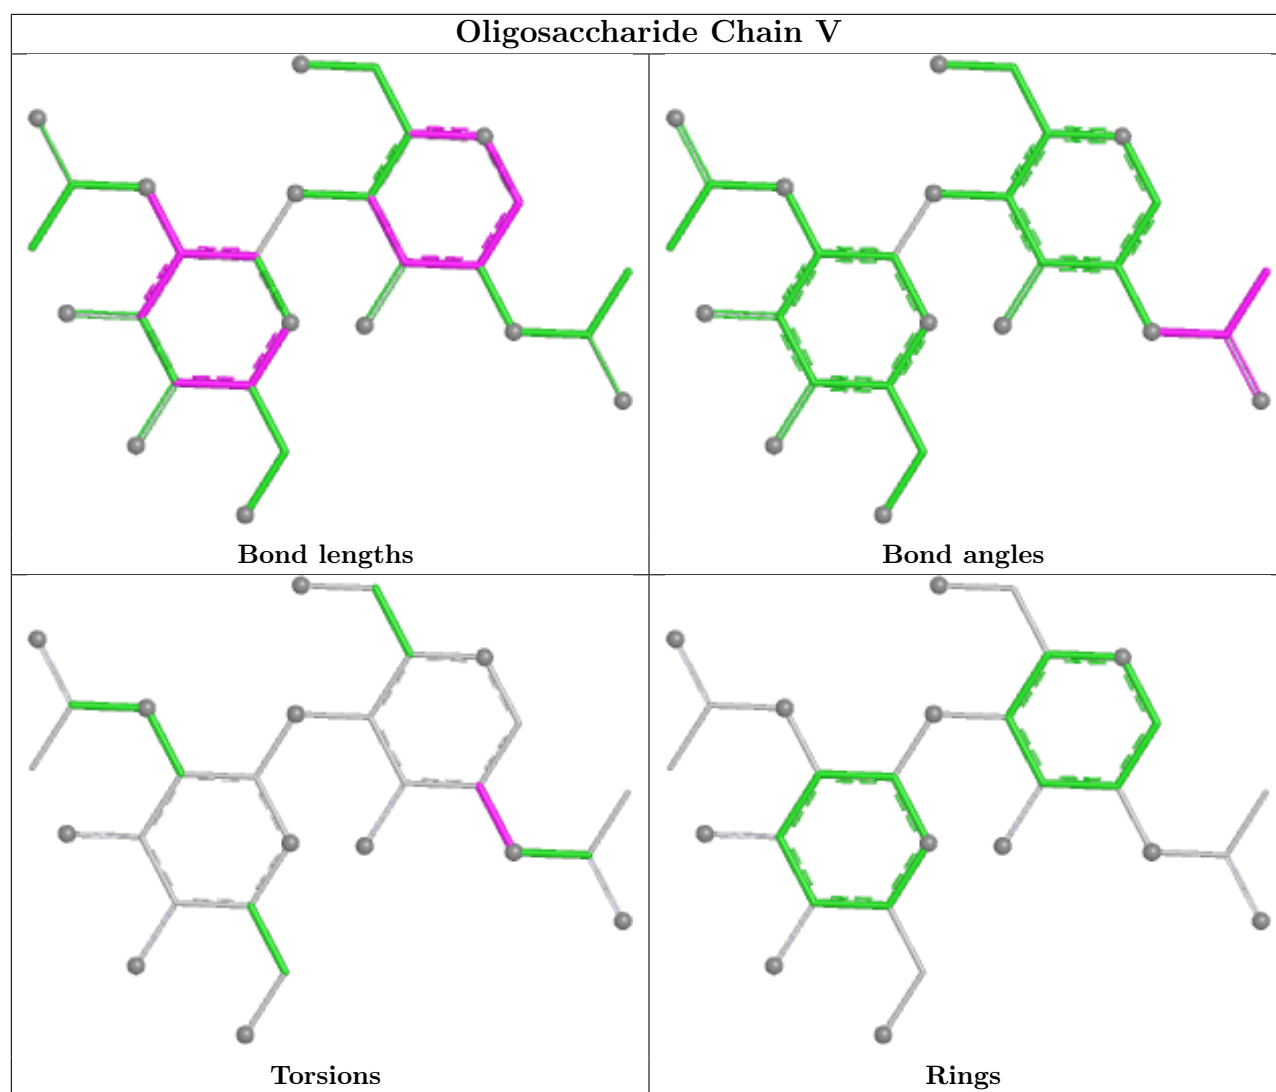 Oligosaccharide Chain V
Bond lengths
Bond angles
Torsions
Rings